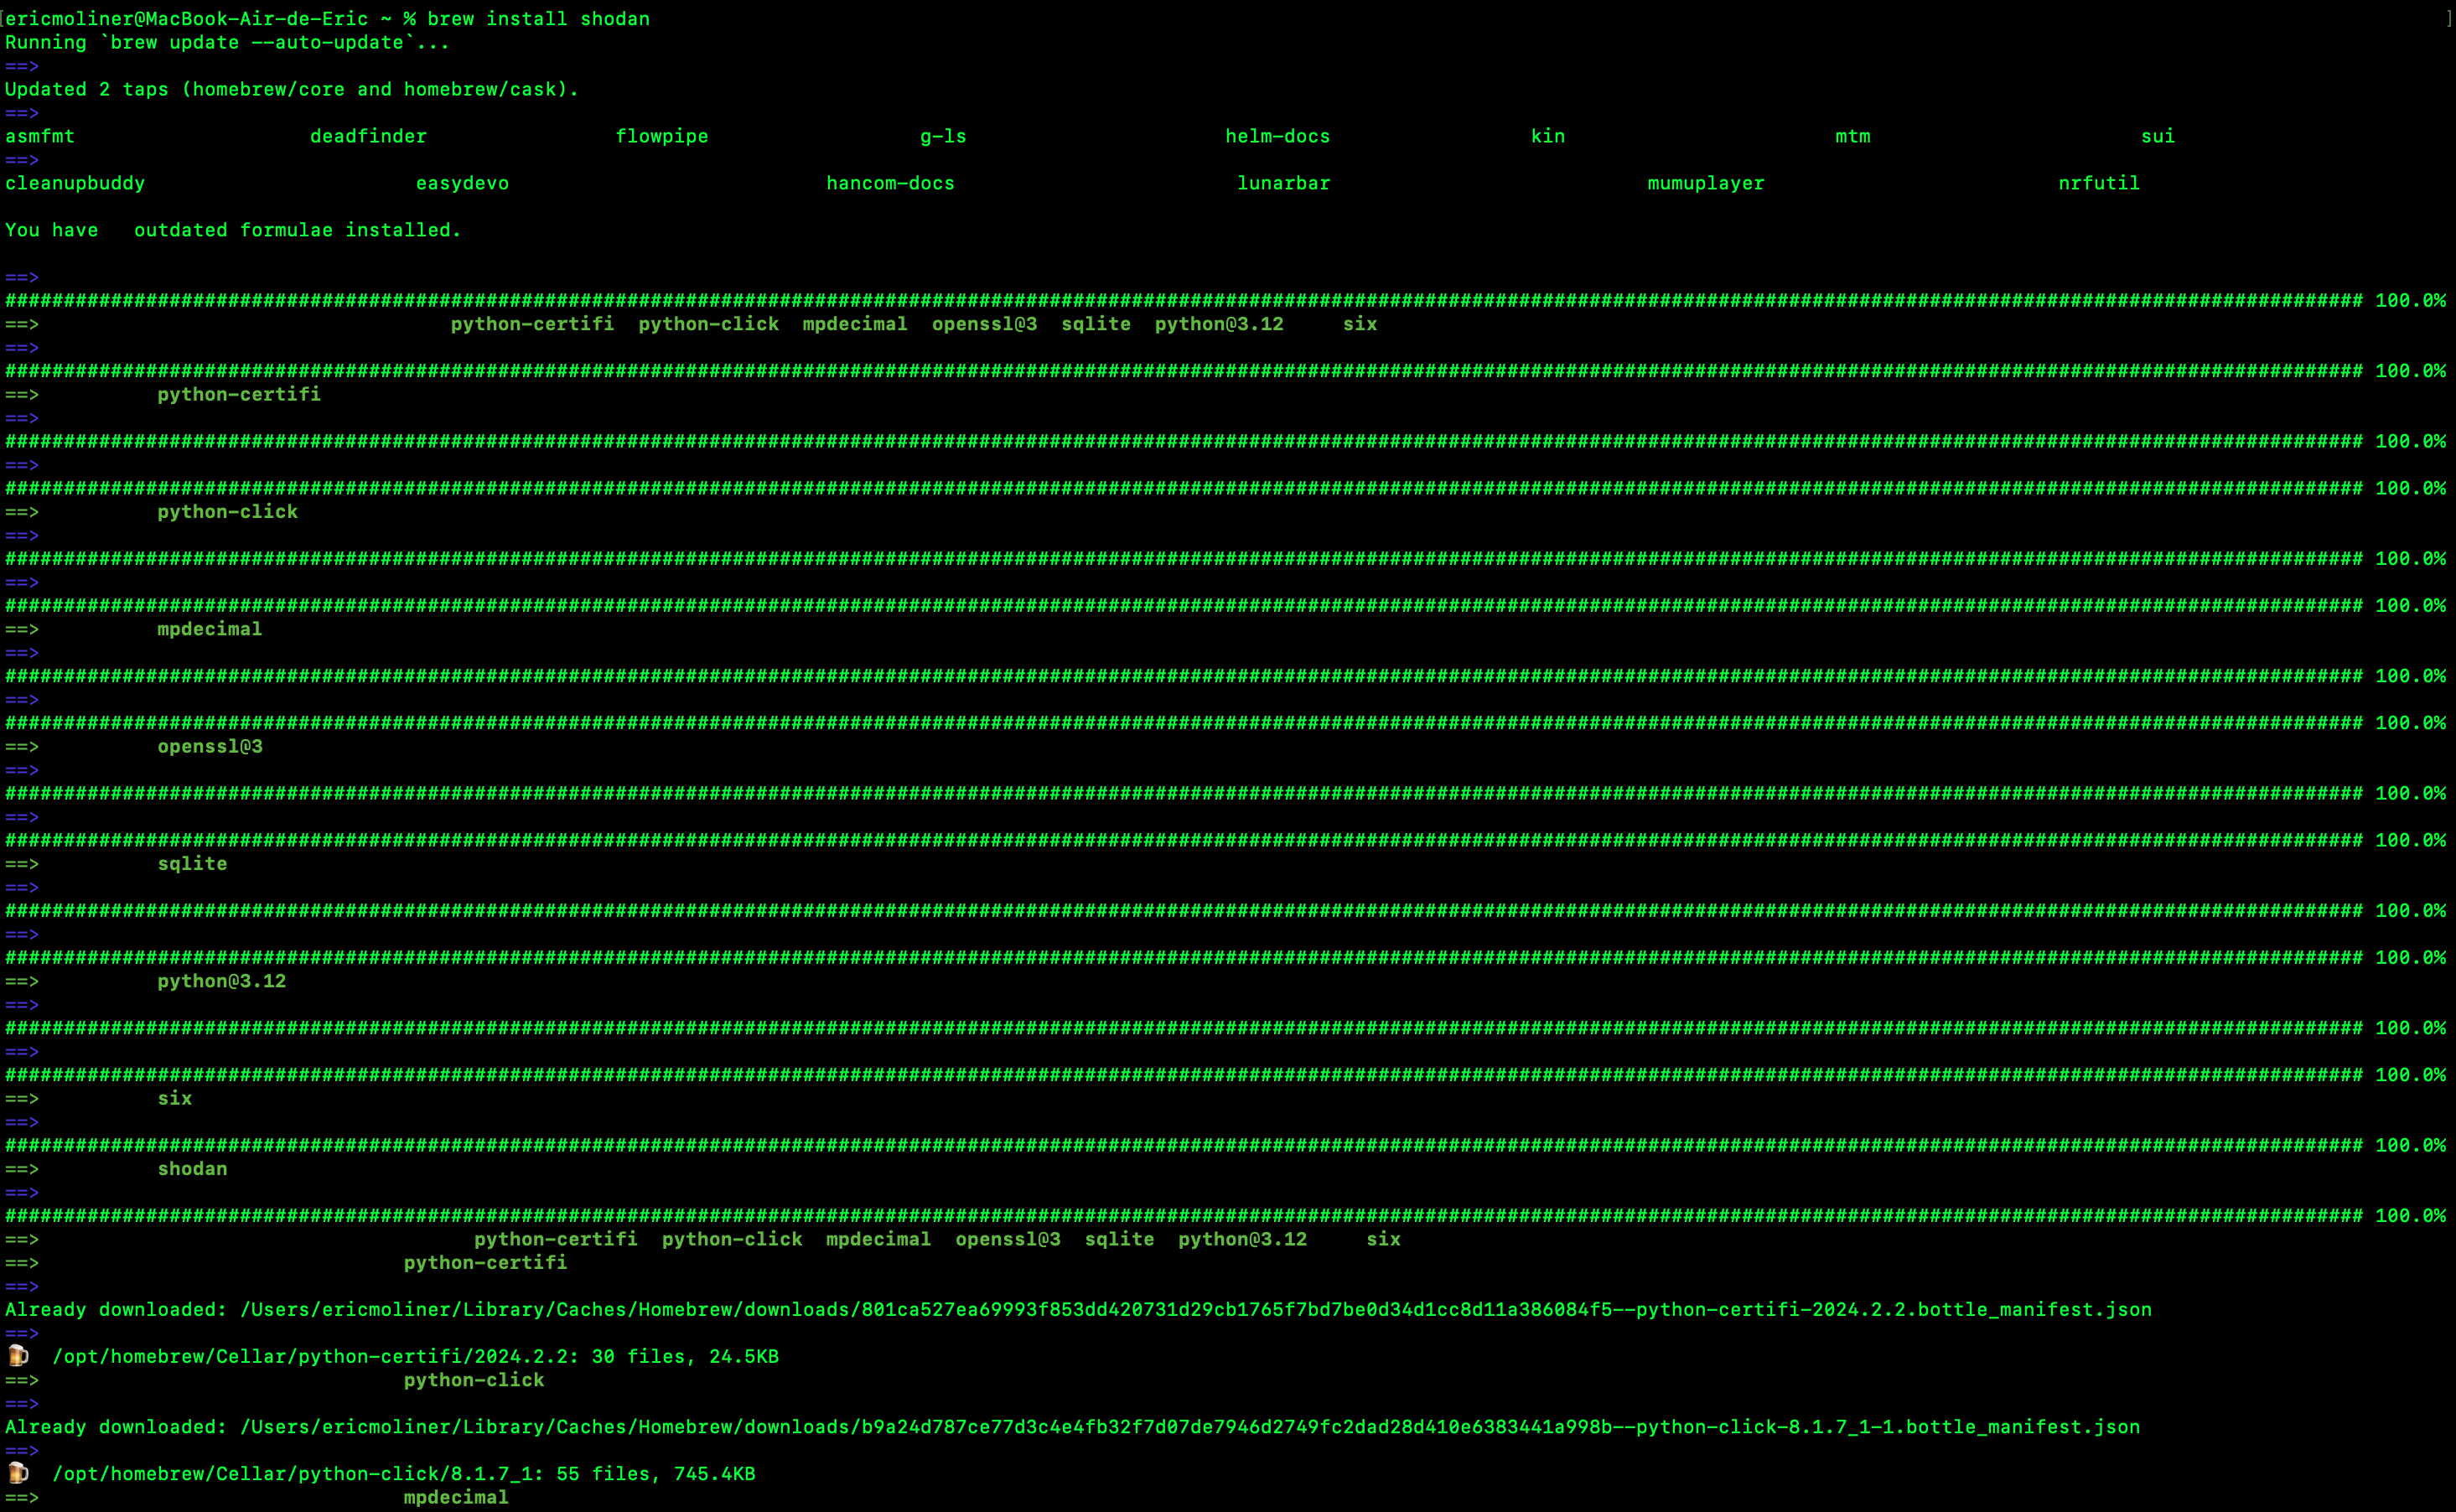 [ericmoliner@MacBook-Air-de-Eric ~ % brew install shodan ]
Running `brew update --auto-update`...
==>
Updated 2 taps (homebrew/core and homebrew/cask).
==>
asmfmt deadfinder flowpipe g-ls helm-docs kin mtm sui
==>
cleanupbuddy easydevo hancom-docs lunarbar mumuplayer nrfutil
You have outdated formulae installed.
==>
################################ 100.0%
==> python-certifi python-click mpdecimal openssl@3 sqlite python@3.12 six
==>
################################ 100.0%
==> python-certifi
==>
################################ 100.0%
==>
################################ 100.0%
==> python-click
==>
################################ 100.0%
==>
################################ 100.0%
==> mpdecimal
==>
################################ 100.0%
==>
################################ 100.0%
==> openssl@3
==>
################################ 100.0%
==>
################################ 100.0%
==> sqlite
==>
################################ 100.0%
==>
################################ 100.0%
==> python@3.12
==>
################################ 100.0%
==>
################################ 100.0%
==> six
==>
################################ 100.0%
==> shodan
==>
################################ 100.0%
==> python-certifi python-click mpdecimal openssl@3 sqlite python@3.12 six
==> python-certifi
==>
Already downloaded: /Users/ericmoliner/Library/Caches/Homebrew/downloads/801ca527ea69993f853dd420731d29cb1765f7bd7be0d34d1cc8d11a386084f5--python-certifi-2024.2.2.bottle_manifest.json
==>
🍺 /opt/homebrew/Cellar/python-certifi/2024.2.2: 30 files, 24.5KB
==> python-click
==>
Already downloaded: /Users/ericmoliner/Library/Caches/Homebrew/downloads/b9a24d787ce77d3c4e4fb32f7d07de7946d2749fc2dad28d410e6383441a998b--python-click-8.1.7_1-1.bottle_manifest.json
==>
🍺 /opt/homebrew/Cellar/python-click/8.1.7_1: 55 files, 745.4KB
==> mpdecimal